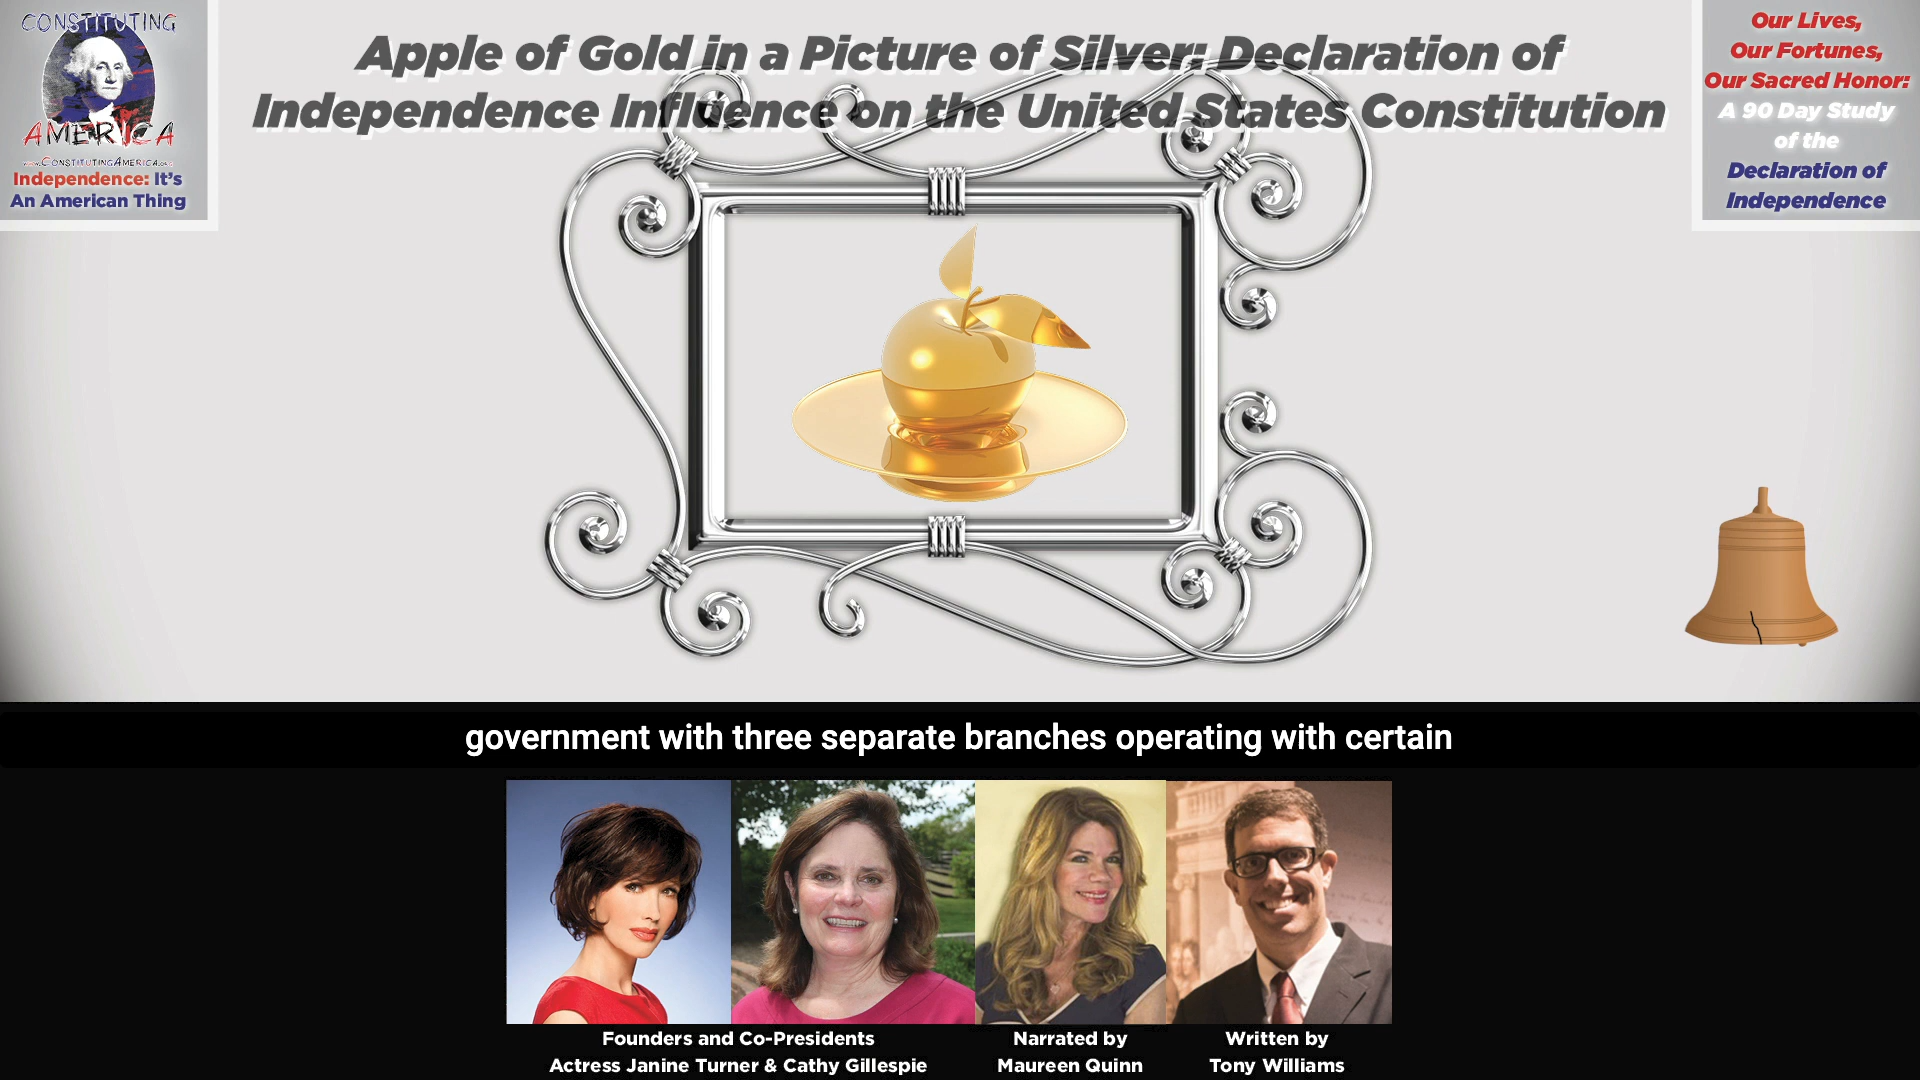 CONSTITUTING
AMERICA
www.CONSTITUTINGAMERICA.org
Independence: It's
An American Thing
Apple of Gold in a Picture of Silver: Declaration of
Independence Influence on the United States Constitution
Our Lives,
Our Fortunes,
Our Sacred Honor:
A 90 Day Study
of the
Declaration of
Independence
government with three separate branches operating with certain
Founders and Co-Presidents
Actress Janine Turner & Cathy Gillespie
Narrated by
Maureen Quinn
Written by
Tony Williams